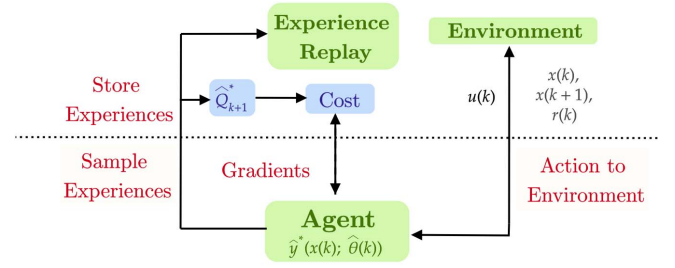 Experience
Replay
Environment
Store
Experiences
Q̂*ₖ₊₁
Cost
u(k)
x(k),
x(k+1),
r(k)
Sample
Experiences
Gradients
Action to
Environment
Agent
ŷ*(x(k); θ̂(k))